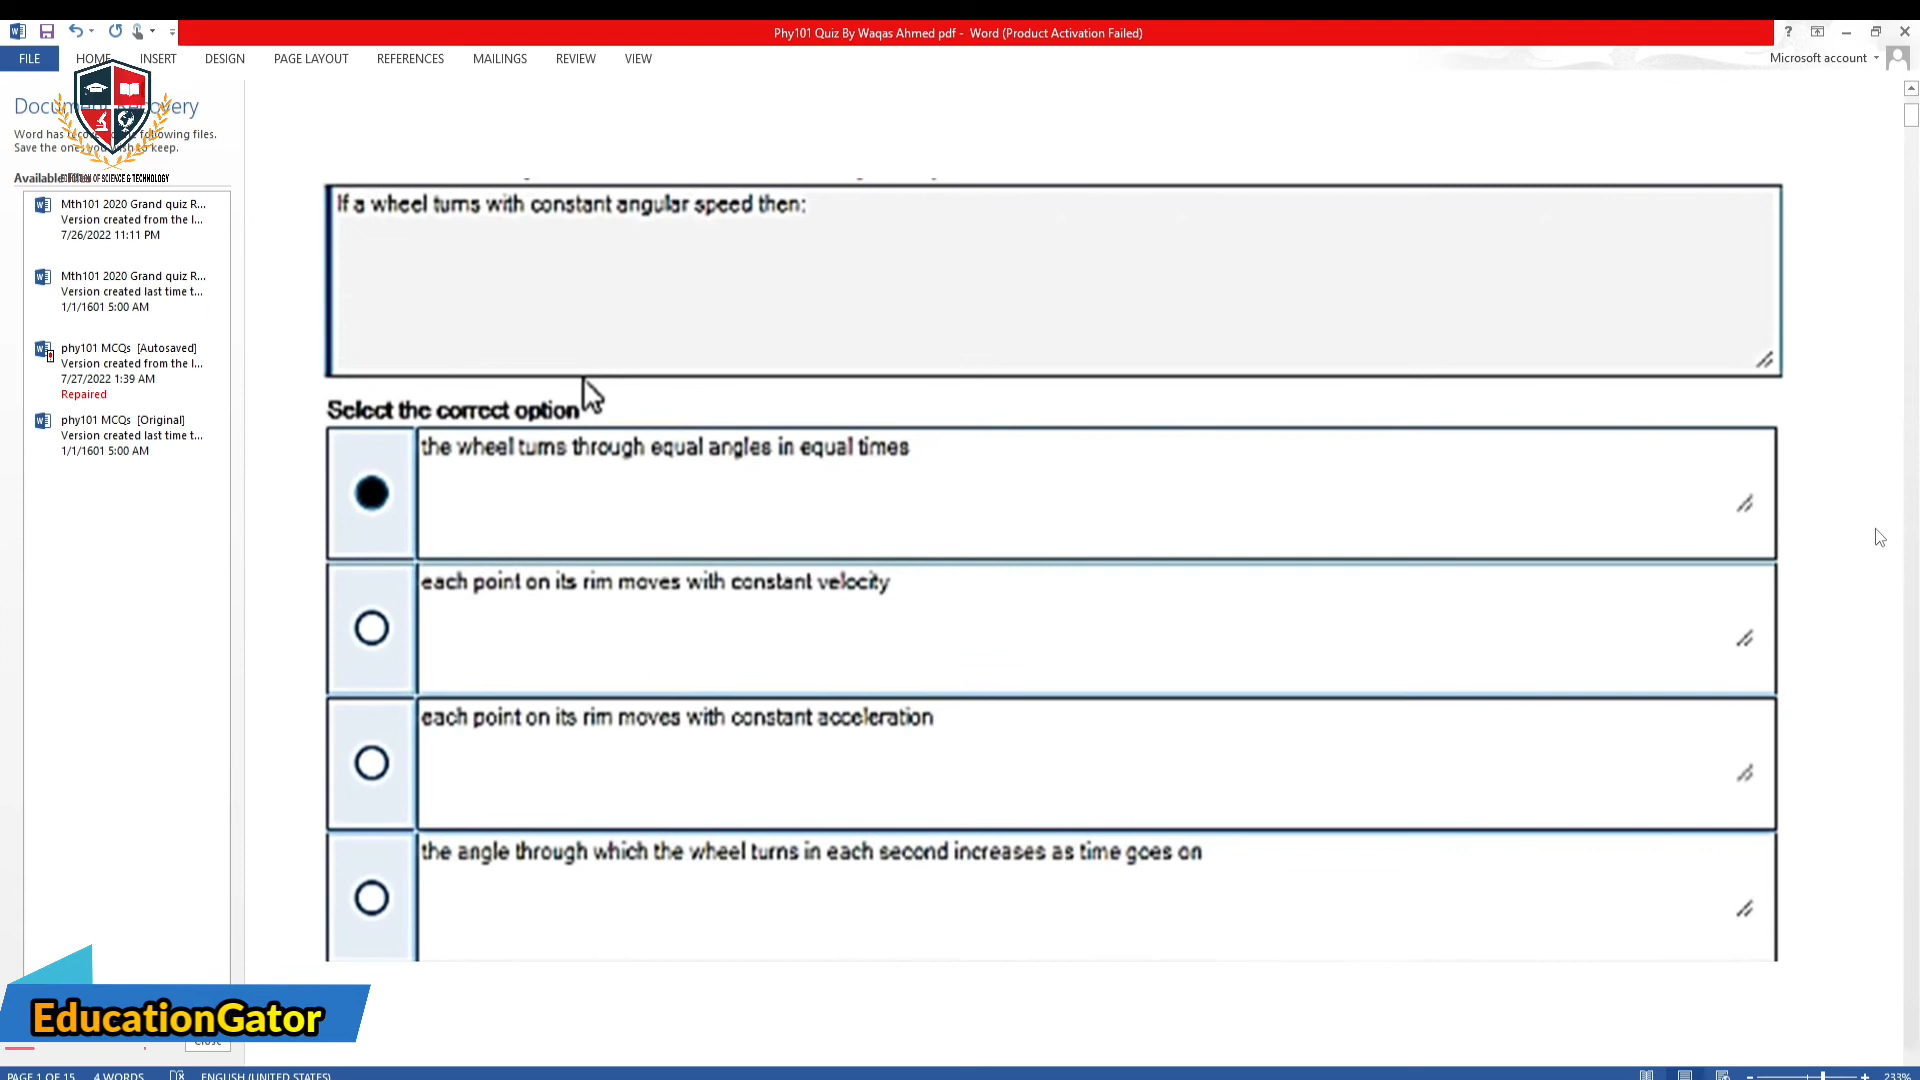 Phy101 Quiz By Waqas Ahmed pdf - Word (Product Activation Failed)
?
FILE HOME INSERT DESIGN PAGE LAYOUT REFERENCES MAILINGS REVIEW VIEW
Microsoft account
Word has
following files.
Save the
keep.
Available
OF SCIENCE & TECHNOLOGY
Mth101 2020 Grand quiz R...
Version created from the l...
7/26/2022 11:11 PM
Mth101 2020 Grand quiz R...
Version created last time t...
1/1/1601 5:00 AM
phy101 MCQs [Autosaved]
Version created from the l...
7/27/2022 1:39 AM
Repaired
phy101 MCQs [Original]
Version created last time t...
1/1/1601 5:00 AM
If a wheel turns with constant angular speed then:
Select the correct option
the wheel turns through equal angles in equal times
each point on its rim moves with constant velocity
each point on its rim moves with constant acceleration
the angle through which the wheel turns in each second increases as time goes on
EducationGator
Close
PAGE 1 OF 15 4 WORDS ENGLISH (UNITED STATES)
233%